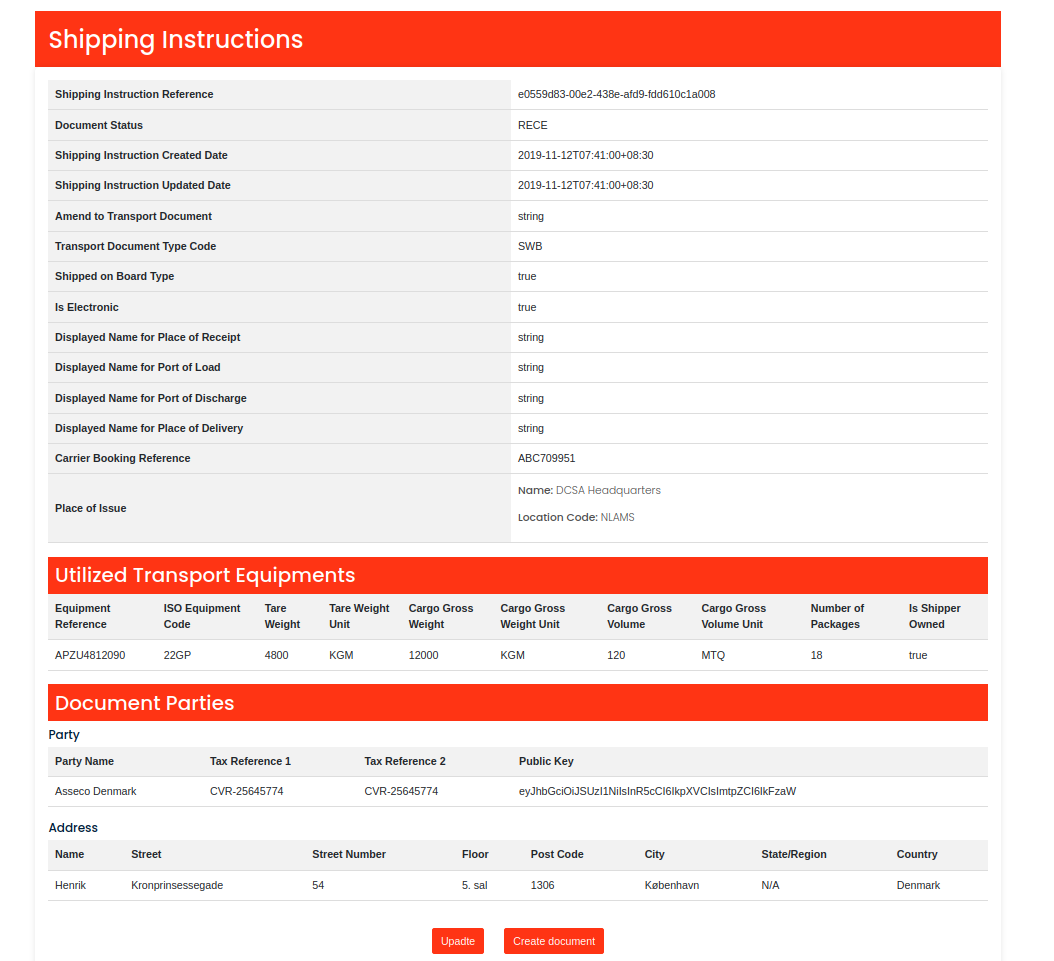 Shipping Instructions
Shipping Instruction Reference e0559d83-00e2-438e-afd9-fdd610c1a008
Document Status RECE
Shipping Instruction Created Date 2019-11-12T07:41:00+08:30
Shipping Instruction Updated Date 2019-11-12T07:41:00+08:30
Amend to Transport Document string
Transport Document Type Code SWB
Shipped on Board Type true
Is Electronic true
Displayed Name for Place of Receipt string
Displayed Name for Port of Load string
Displayed Name for Port of Discharge string
Displayed Name for Place of Delivery string
Carrier Booking Reference ABC709951
Place of Issue
Name: DCSA Headquarters
Location Code: NLAMS
Utilized Transport Equipments
Equipment Reference ISO Equipment Code Tare Weight Tare Weight Unit Cargo Gross Weight Cargo Gross Weight Unit Cargo Gross Volume Cargo Gross Volume Unit Number of Packages Is Shipper Owned
APZU4812090 22GP 4800 KGM 12000 KGM 120 MTQ 18 true
Document Parties
Party
Party Name Tax Reference 1 Tax Reference 2 Public Key
Asseco Denmark CVR-25645774 CVR-25645774 eyJhbGciOiJSUzI1NiIsInR5cCI6IkpXVCIsImtpZCI6IkFzaW
Address
Name Street Street Number Floor Post Code City State/Region Country
Henrik Kronprinsessegade 54 5. sal 1306 København N/A Denmark
Upadte Create document